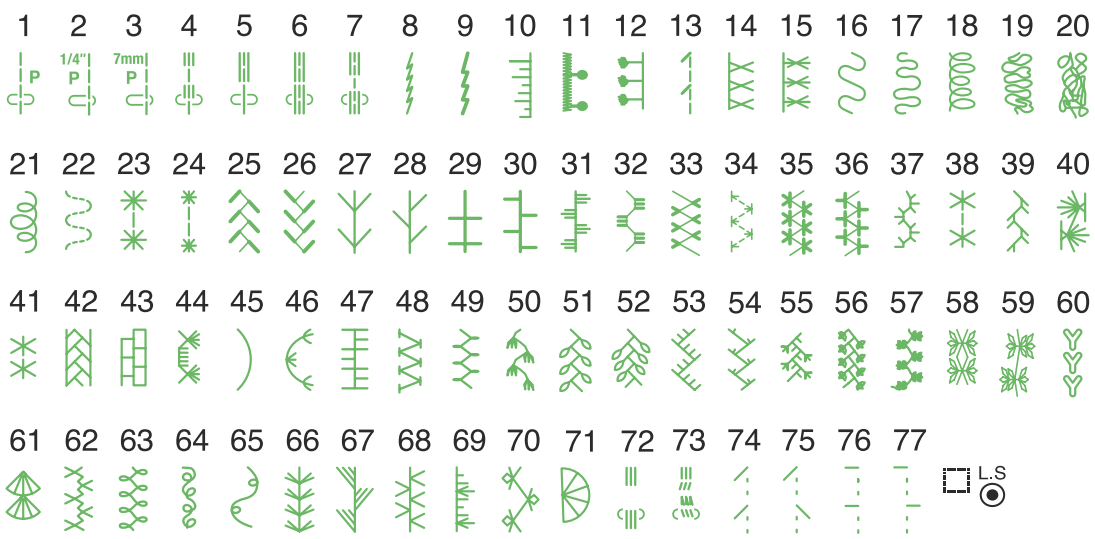 1 2 3 4 5 6 7 8 9 10 11 12 13 14 15 16 17 18 19 20
1/4" 7mm
P P P
21 22 23 24 25 26 27 28 29 30 31 32 33 34 35 36 37 38 39 40
41 42 43 44 45 46 47 48 49 50 51 52 53 54 55 56 57 58 59 60
61 62 63 64 65 66 67 68 69 70 71 72 73 74 75 76 77
L.S